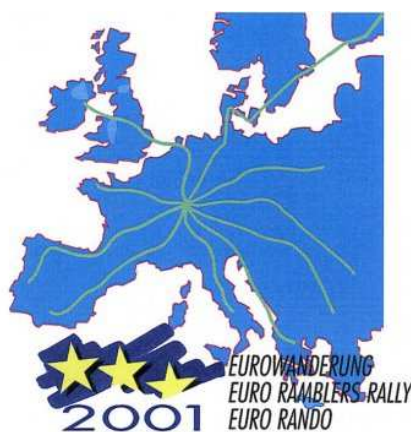 EUROWANDERUNG
EURO RAMBLERS RALLY
2001 EURO RANDO